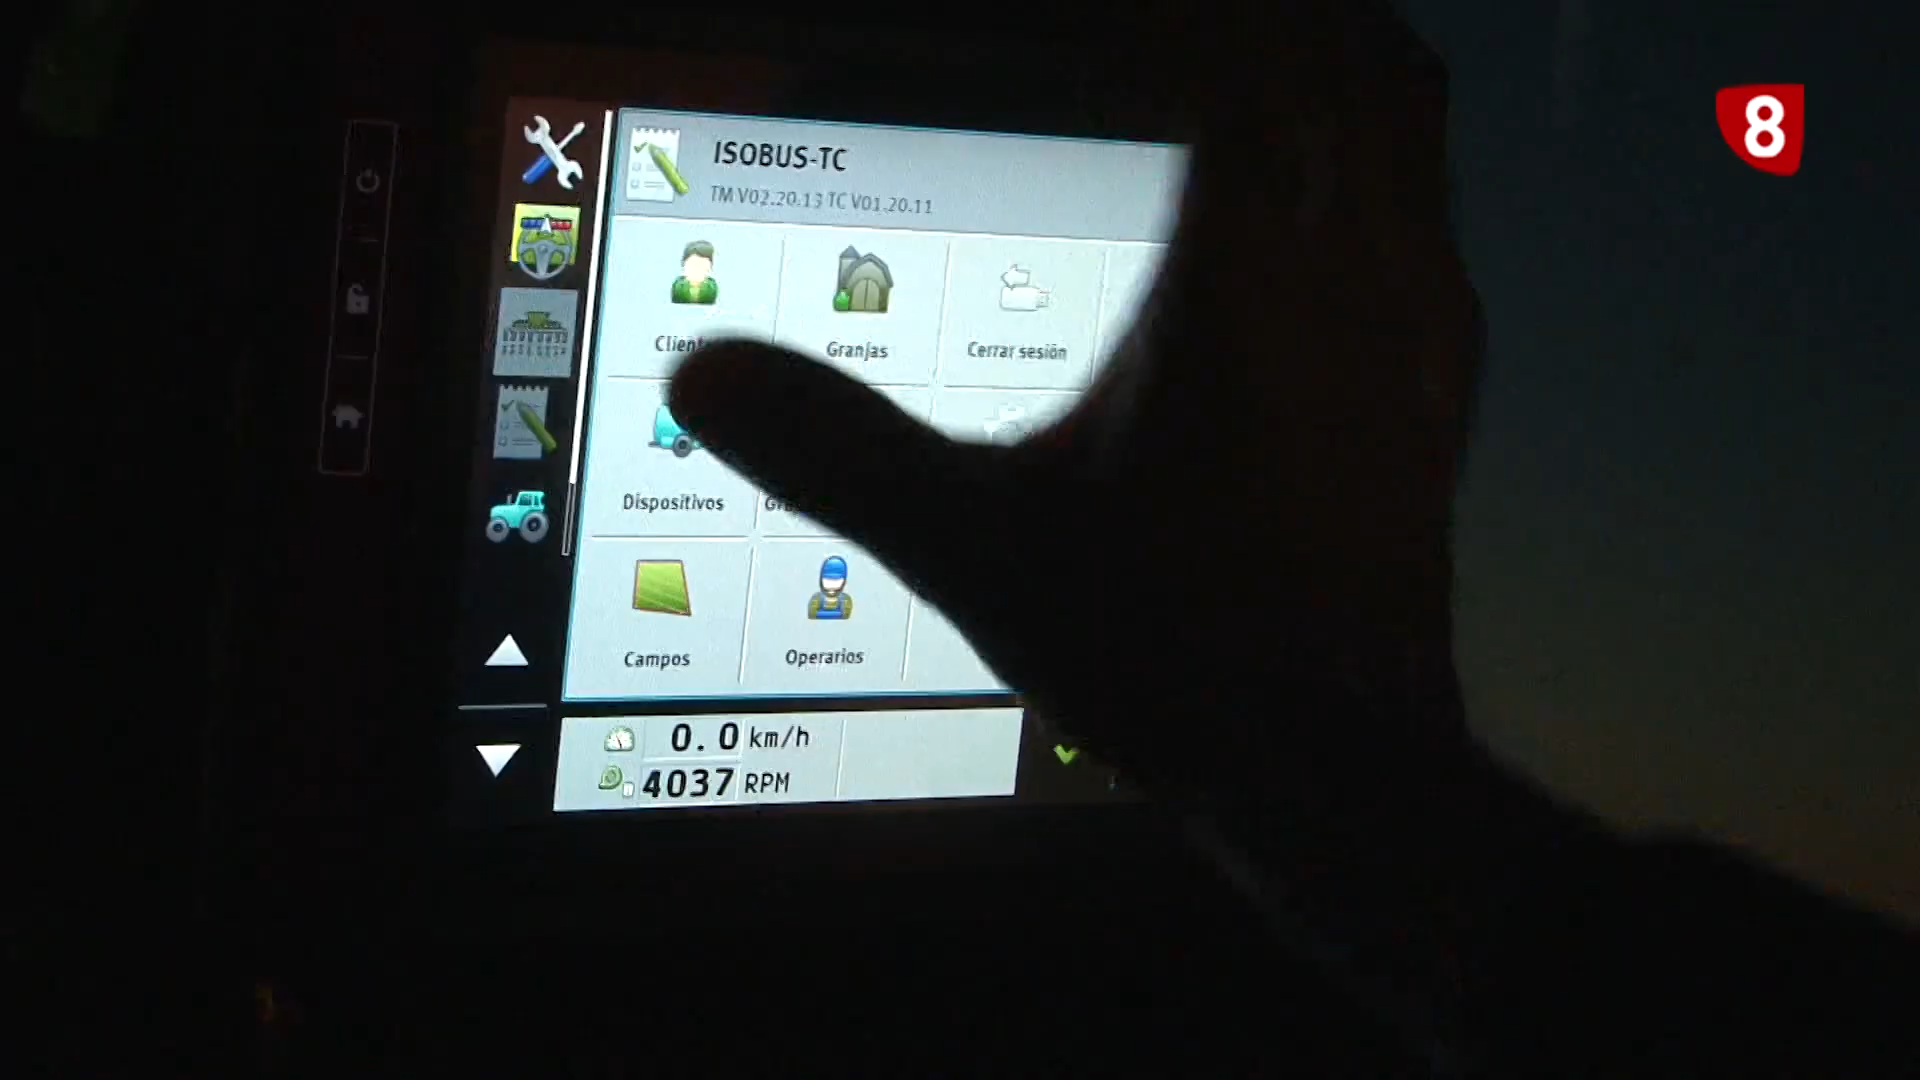 8
ISOBUS-TC
TM V02.20.13 TC V01.20.11
Granjas
Cerrar sesión
Dispositivos
Campos
Operarios
0.0 km/h
4037 RPM